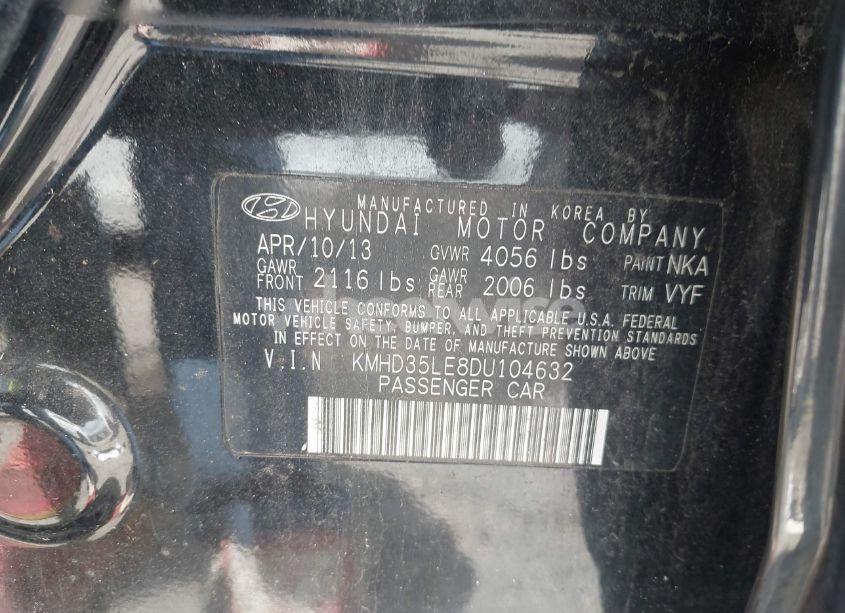 MANUFACTURED IN KOREA BY
HYUNDAI MOTOR COMPANY
APR/10/13 GVWR 4056 lbs PAINT NKA
GAWR FRONT 2116 lbs GAWR REAR 2006 lbs TRIM VYF
THIS VEHICLE CONFORMS TO ALL APPLICABLE U.S.A. FEDERAL
MOTOR VEHICLE SAFETY, BUMPER, AND THEFT PREVENTION STANDARDS
IN EFFECT ON THE DATE OF MANUFACTURE SHOWN ABOVE
V.I.N KMHD35LE8DU104632
PASSENGER CAR